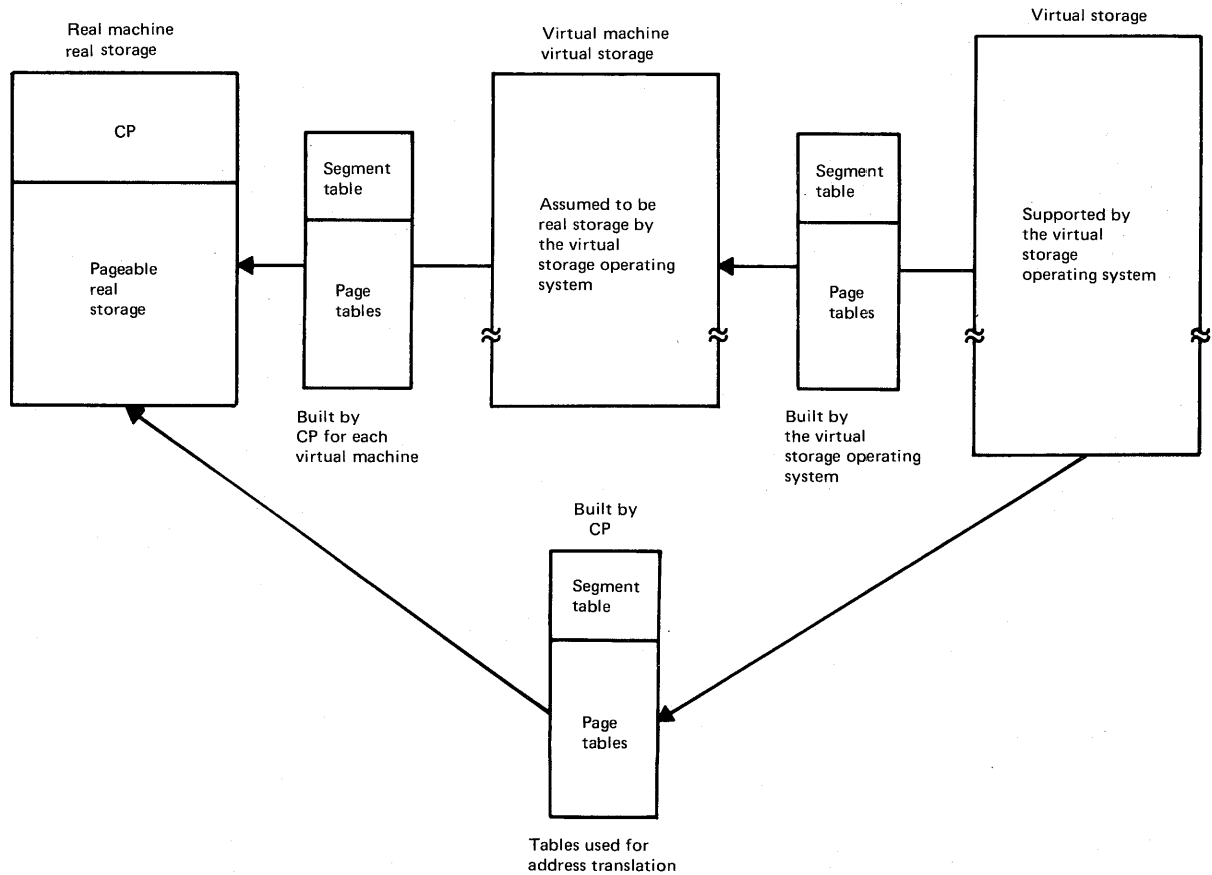 Real machine
real storage
CP
Pageable
real
storage
Segment
table
Page
tables
Built by
CP for each
virtual machine
Virtual machine
virtual storage
Assumed to be
real storage by
the virtual
storage operating
system
Segment
table
Page
tables
Built by
the virtual
storage operating
system
Virtual storage
Supported by
the virtual
storage
operating system
Built by
CP
Segment
table
Page
tables
Tables used for
address translation